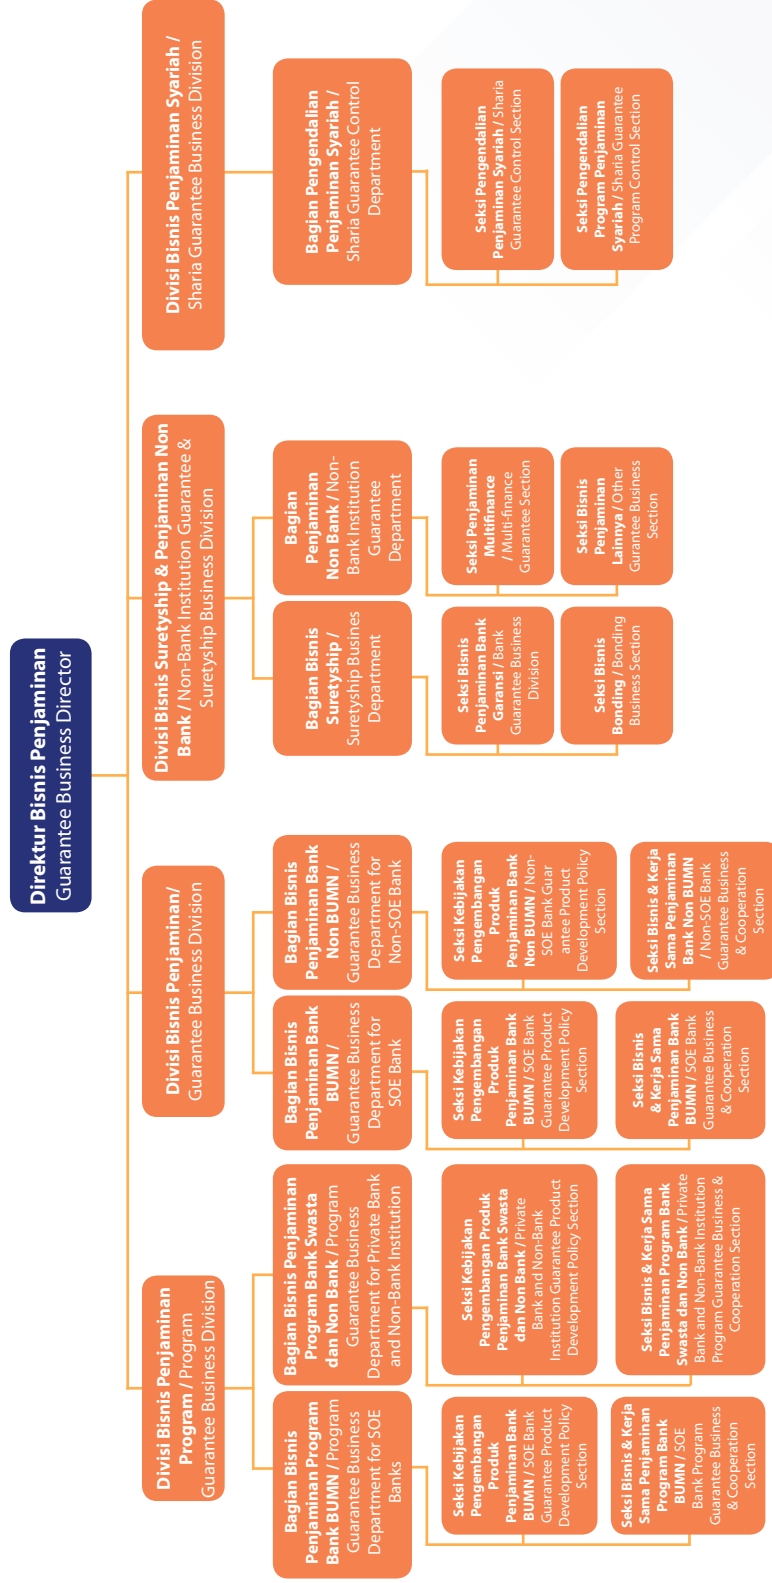 Direktur Bisnis Penjaminan
Guarantee Business Director
Divisi Bisnis Penjaminan
Program / Program
Guarantee Business Division
Divisi Bisnis Penjaminan/
Guarantee Business Division
Divisi Bisnis Suretyship & Penjaminan Non
Bank / Non-Bank Institution Guarantee &
Suretyship Business Division
Divisi Bisnis Penjaminan Syariah /
Sharia Guarantee Business Division
Bagian Bisnis
Penjaminan Program
Bank BUMN / Program
Guarantee Business
Department for SOE
Banks
Bagian Bisnis Penjaminan
Program Bank Swasta
dan Non Bank / Program
Guarantee Business
Department for Private Bank
and Non-Bank Institution
Bagian Bisnis
Penjaminan Bank
BUMN /
Guarantee Business
Department for
SOE Bank
Bagian Bisnis
Penjaminan Bank
Non BUMN /
Guarantee Business
Department for
Non-SOE Bank
Bagian Bisnis
Suretyship /
Suretyship Busines
Department
Bagian
Penjaminan
Non Bank / Non-
Bank Institution
Guarantee
Department
Bagian Pengendalian
Penjaminan Syariah /
Sharia Guarantee Control
Department
Seksi Kebijakan
Pengembangan
Produk
Penjaminan Bank
BUMN / SOE Bank
Guarantee Product
Development Policy
Section
Seksi Kebijakan
Pengembangan Produk
Penjaminan Bank Swasta
dan Non Bank / Private
Bank and Non-Bank
Institution Guarantee Product
Development Policy Section
Seksi Kebijakan
Pengembangan
Produk
Penjaminan Bank
BUMN / SOE Bank
Guarantee Product
Development Policy
Section
Seksi Kebijakan
Pengembangan
Produk
Penjaminan Bank
Non BUMN / Non-
SOE Bank Guar
antee Product
Development Policy
Section
Seksi Bisnis
Penjaminan Bank
Garansi / Bank
Guarantee Business
Division
Seksi Penjaminan
Multifinance
/ Multi-finance
Guarantee Section
Seksi Pengendalian
Penjaminan Syariah / Sharia
Guarantee Control Section
Seksi Bisnis & Kerja
Sama Penjaminan
Program Bank
BUMN / SOE
Bank Program
Guarantee Business
& Cooperation
Section
Seksi Bisnis & Kerja Sama
Penjaminan Program Bank
Swasta dan Non Bank / Private
Bank and Non-Bank Institution
Program Guarantee Business &
Cooperation Section
Seksi Bisnis
& Kerja Sama
Penjaminan Bank
BUMN / SOE Bank
Guarantee Business
& Cooperation
Section
Seksi Bisnis & Kerja
Sama Penjaminan
Bank Non BUMN
/ Non-SOE Bank
Guarantee Business
& Cooperation
Section
Seksi Bisnis
Bonding / Bonding
Business Section
Seksi Bisnis
Penjaminan
Lainnya / Other
Gurantee Business
Section
Seksi Pengendalian
Program Penjaminan
Syariah / Sharia Guarantee
Program Control Section